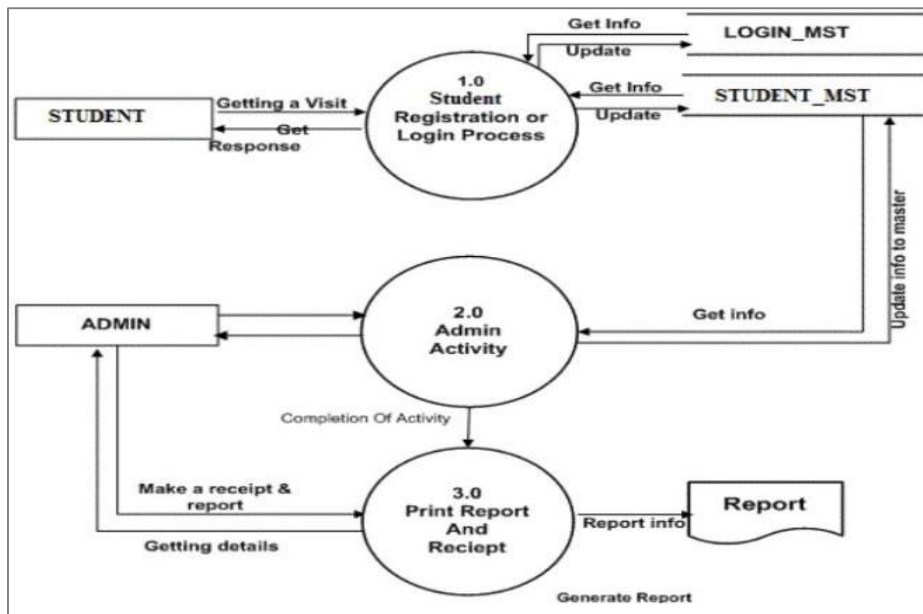 Get Info
LOGIN_MST
Update
1.0
Student
Registration or
Login Process
Get Info
STUDENT_MST
Update
STUDENT
Getting a Visit
Get
Response
Update info to master
ADMIN
2.0
Admin
Activity
Get info
Completion Of Activity
3.0
Print Report
And
Reciept
Make a receipt &
report
Getting details
Report info
Report
Generate Report